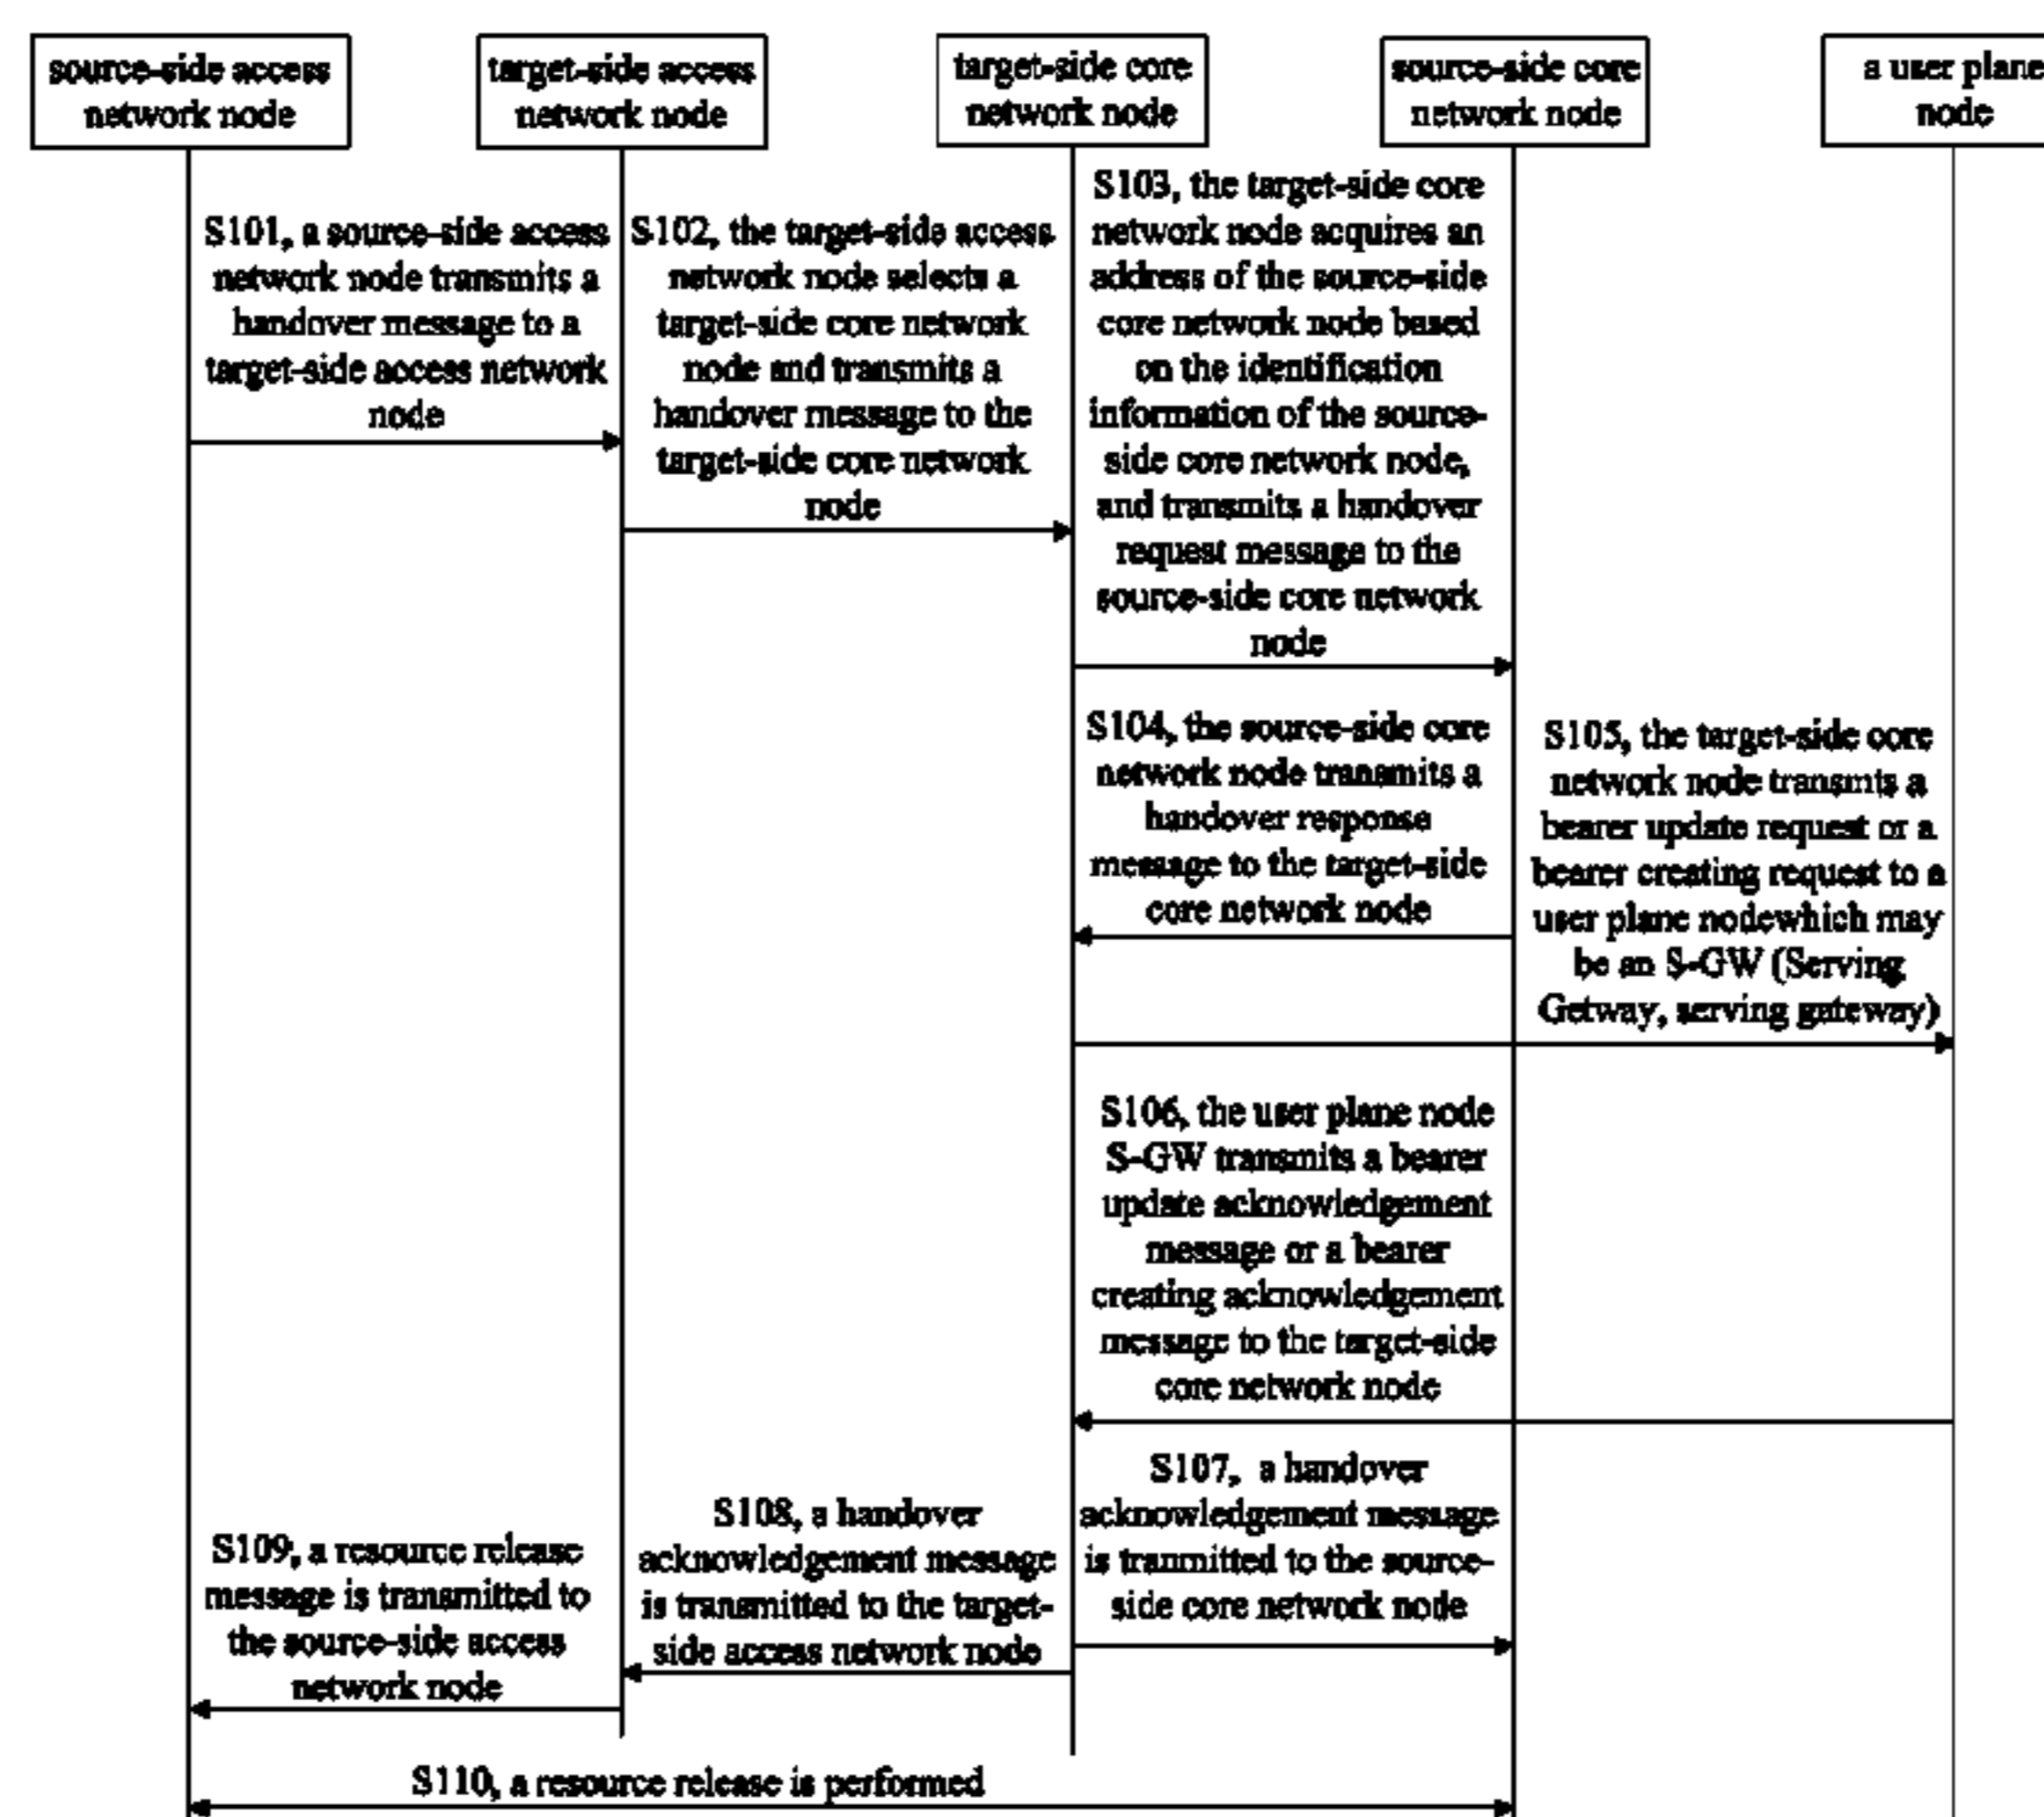 source-side access
network node
target-side access
network node
target-side core
network node
source-side core
network node
a user plane
node
S101, a source-side access
network node transmits a
handover message to a
target-side access network
node
S102, the target-side access
network node selects a
target-side core network
node and transmits a
handover message to the
target-side core network
node
S103, the target-side core
network node acquires an
address of the source-side
core network node based
on the identification
information of the source-
side core network node,
and transmits a handover
request message to the
source-side core network
node
S104, the source-side core
network node transmits a
handover response
message to the target-side
core network node
S105, the target-side core
network node transmts a
bearer update request or a
bearer creating request to a
user plane nodewhich may
be an S-GW (Serving
Getway, serving gateway)
S106, the user plane node
S-GW transmits a bearer
update acknowledgement
message or a bearer
creating acknowledgement
message to the target-side
core network node
S107, a handover
acknowledgement message
is tranmitted to the source-
side core network node
S108, a handover
acknowledgement message
is transmitted to the target-
side access network node
S109, a resource release
message is transmitted to
the source-side access
network node
S110, a resource release is performed